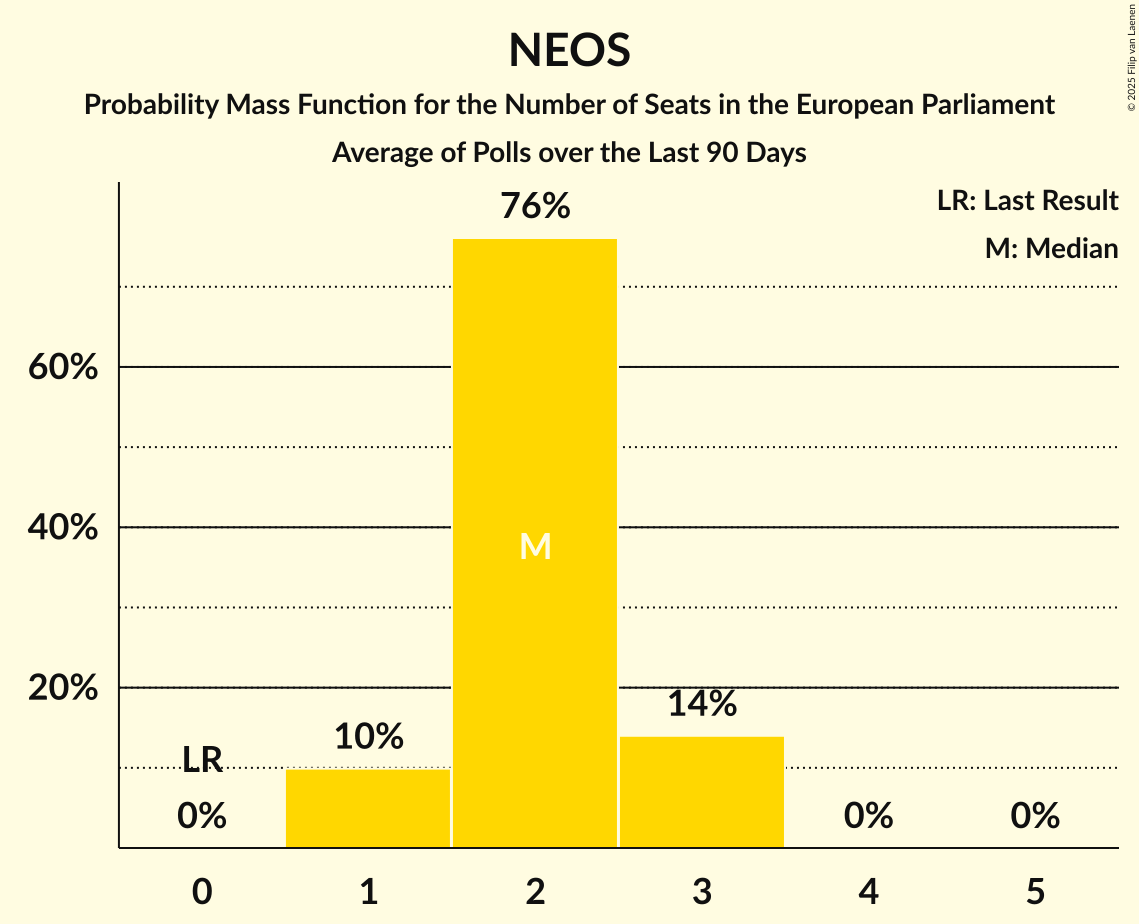 NEOS
Probability Mass Function for the Number of Seats in the European Parliament
Average of Polls over the Last 90 Days
© 2025 Filip van Laenen
LR: Last Result
M: Median
76%
60%
40%
M
20%
14%
10%
LR
0%
0%
0%
0 1 2 3 4 5